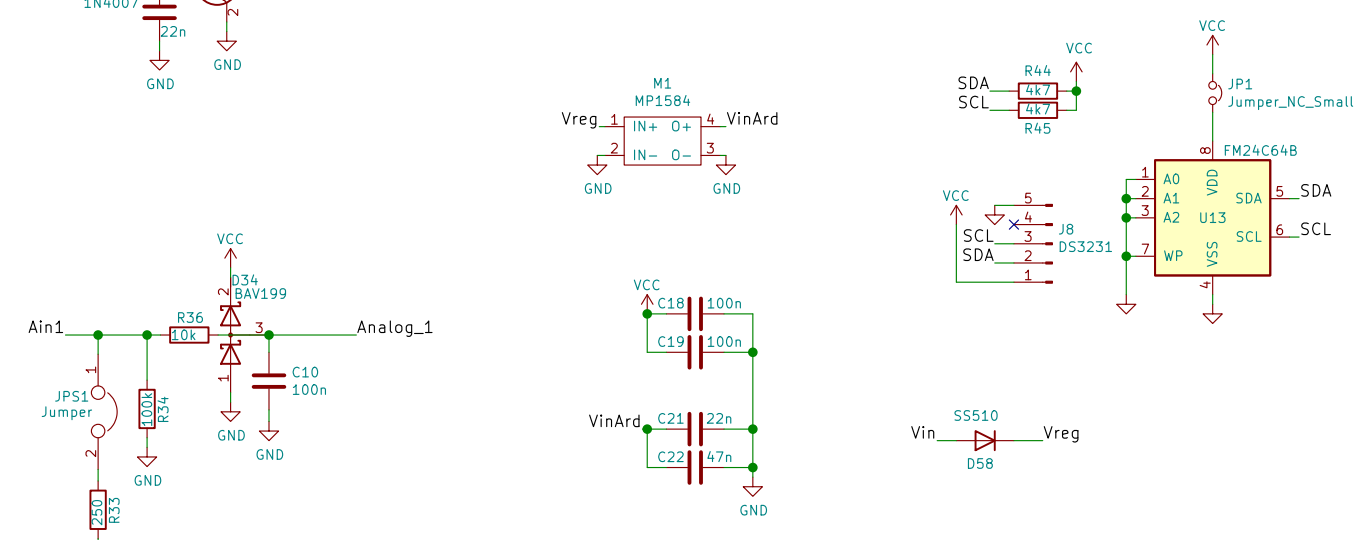 1N4007
22n
GND
2
GND
M1
MP1584
Vreg
1
IN+
O+
4
VinArd
2
IN-
O-
3
GND
GND
VCC
R44
SDA
4k7
SCL
4k7
R45
VCC
JP1
Jumper_NC_Small
8
FM24C64B
VDD
1
A0
2
A1
3
A2
7
WP
U13
SDA
5
SDA
SCL
6
SCL
VSS
4
VCC
5
4
SCL
3
SDA
2
1
J8
DS3231
VCC
D34
BAV199
2
Ain1
R36
10k
3
Analog_1
1
GND
C10
100n
GND
1
JPS1
Jumper
2
100k
R34
GND
250
R33
VCC
C18
100n
C19
100n
VinArd
C21
22n
C22
47n
GND
SS510
Vin
Vreg
D58